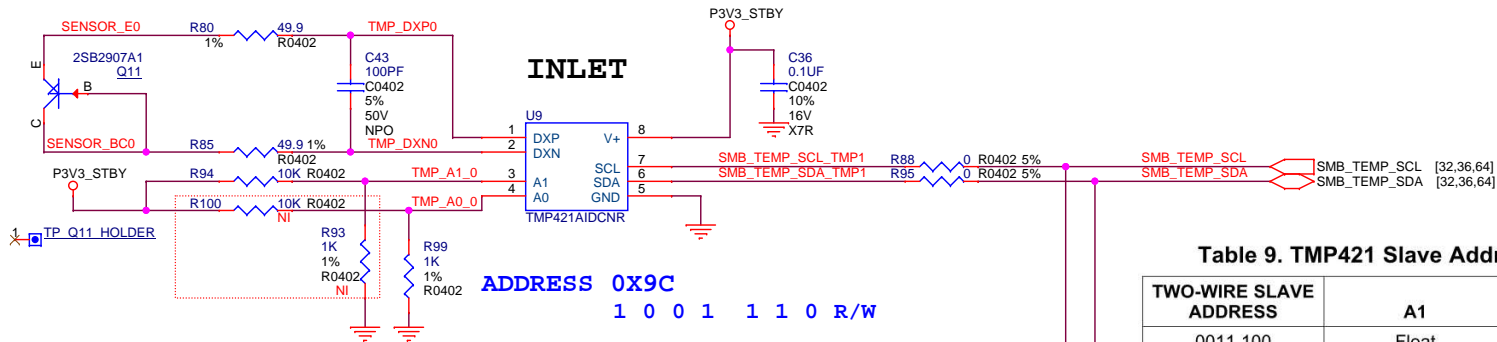 P3V3_STBY
SENSOR_E0
R80
49.9
TMP_DXP0
1%
R0402
2SB2907A1
Q11
E
B
C
C43
100PF
C0402
5%
50V
NPO
INLET
C36
0.1UF
C0402
10%
16V
X7R
U9
1
DXP
V+
8
2
DXN
SCL
7
3
A1
SDA
6
4
A0
GND
5
TMP421AIDCNR
SENSOR_BC0
R85
49.9 1%
R0402
TMP_DXN0
P3V3_STBY
R94
10K R0402
TMP_A1_0
R100
10K R0402
NI
TMP_A0_0
SMB_TEMP_SCL_TMP1
R88
0
R0402 5%
SMB_TEMP_SCL
SMB_TEMP_SCL [32,36,64]
SMB_TEMP_SDA_TMP1
R95
0
R0402 5%
SMB_TEMP_SDA
SMB_TEMP_SDA [32,36,64]
1
TP_Q11_HOLDER
R93
1K
1%
R0402
NI
R99
1K
1%
R0402
ADDRESS 0X9C
1 0 0 1 1 1 0 R/W
Table 9. TMP421 Slave Addr
TWO-WIRE SLAVE
ADDRESS
A1
0011 100
Float